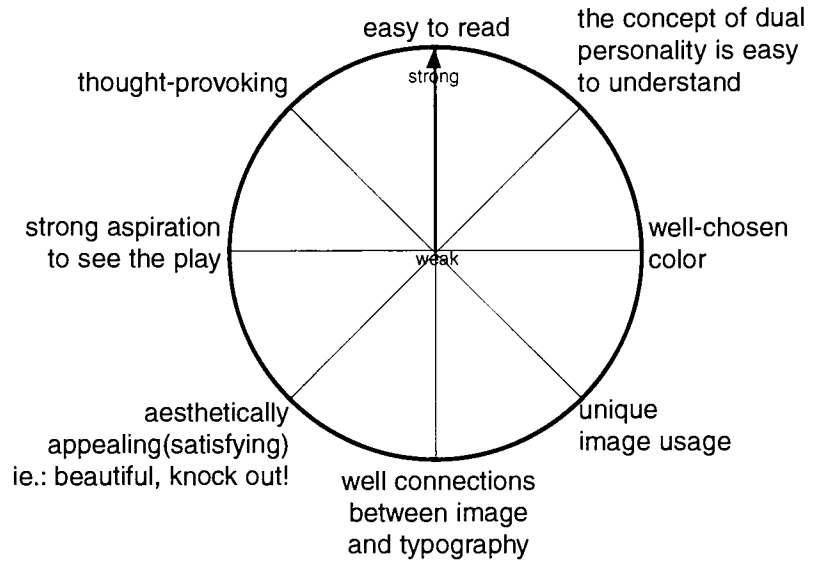 easy to read
the concept of dual
personality is easy
to understand
strong
thought-provoking
strong aspiration
to see the play
well-chosen
color
weak
aesthetically
appealing(satisfying)
ie.: beautiful, knock out!
unique
image usage
well connections
between image
and typography